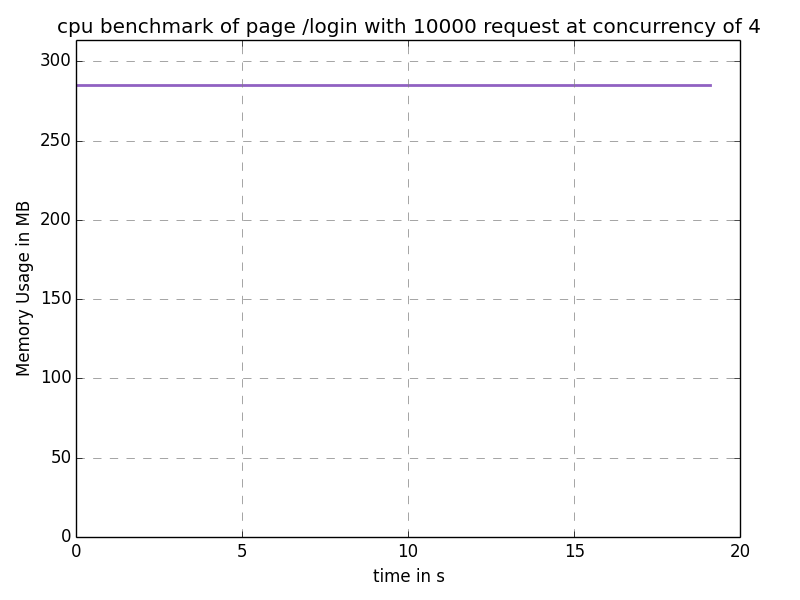 cpu benchmark of page /login with 10000 request at concurrency of 4
300
250
200
150
100
50
0
Memory Usage in MB
0 5 10 15 20
time in s